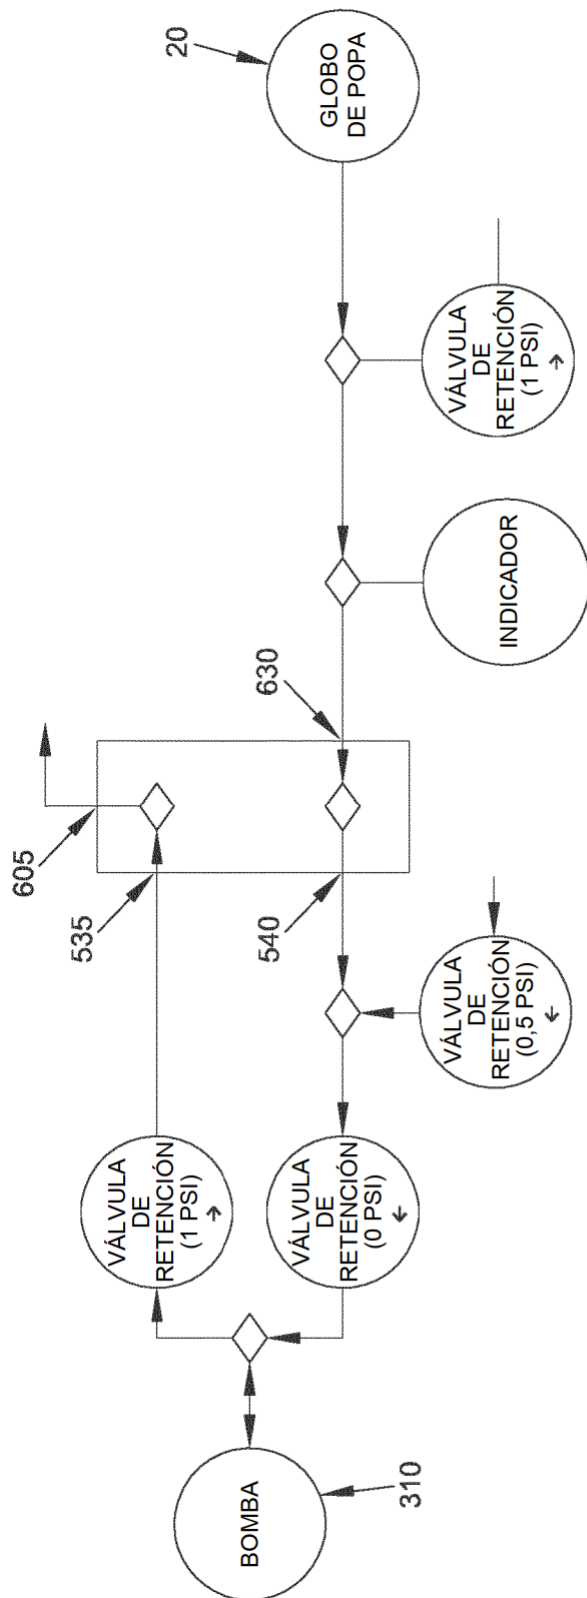 605
535
VÁLVULA
DE
RETENCIÓN
(1 PSI)
BOMBA
310
VÁLVULA
DE
RETENCIÓN
(0 PSI)
540
630
20
GLOBO
DE POPA
VÁLVULA
DE
RETENCIÓN
(0,5 PSI)
INDICADOR
VÁLVULA
DE
RETENCIÓN
(1 PSI)